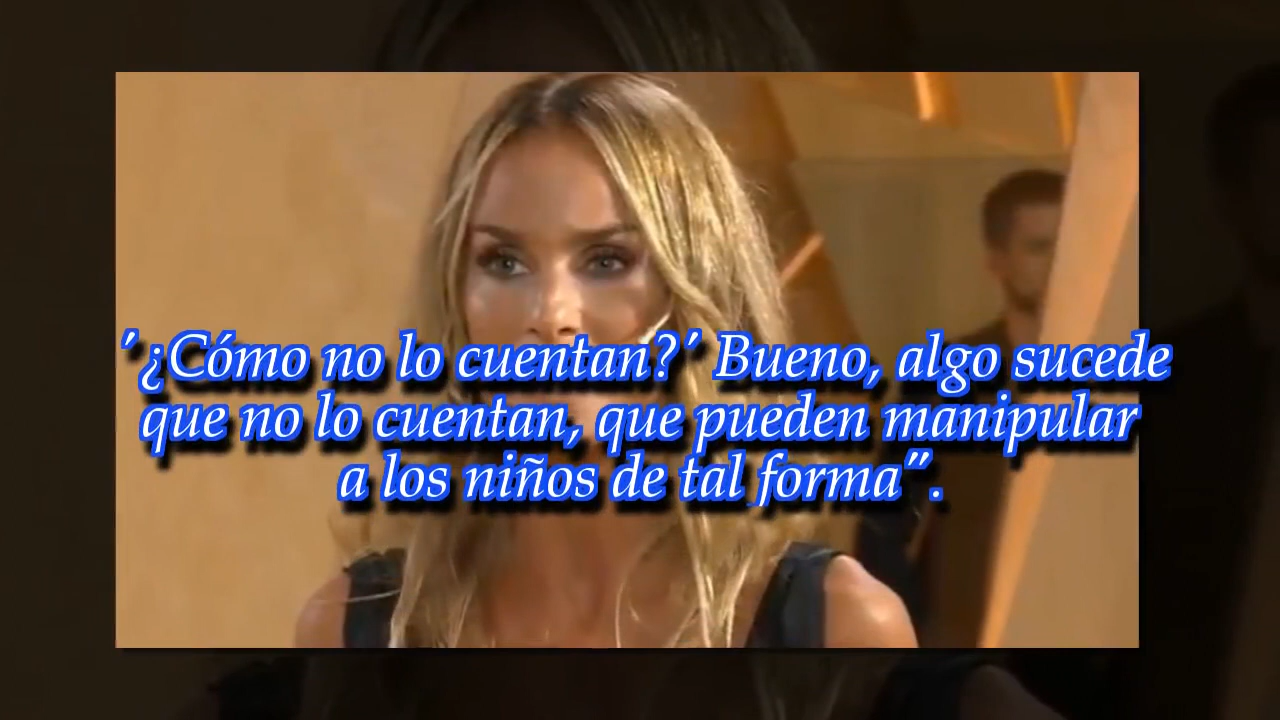 ´¿Cómo no lo cuentan?´ Bueno, algo sucede
que no lo cuentan, que pueden manipular
a los niños de tal forma”.